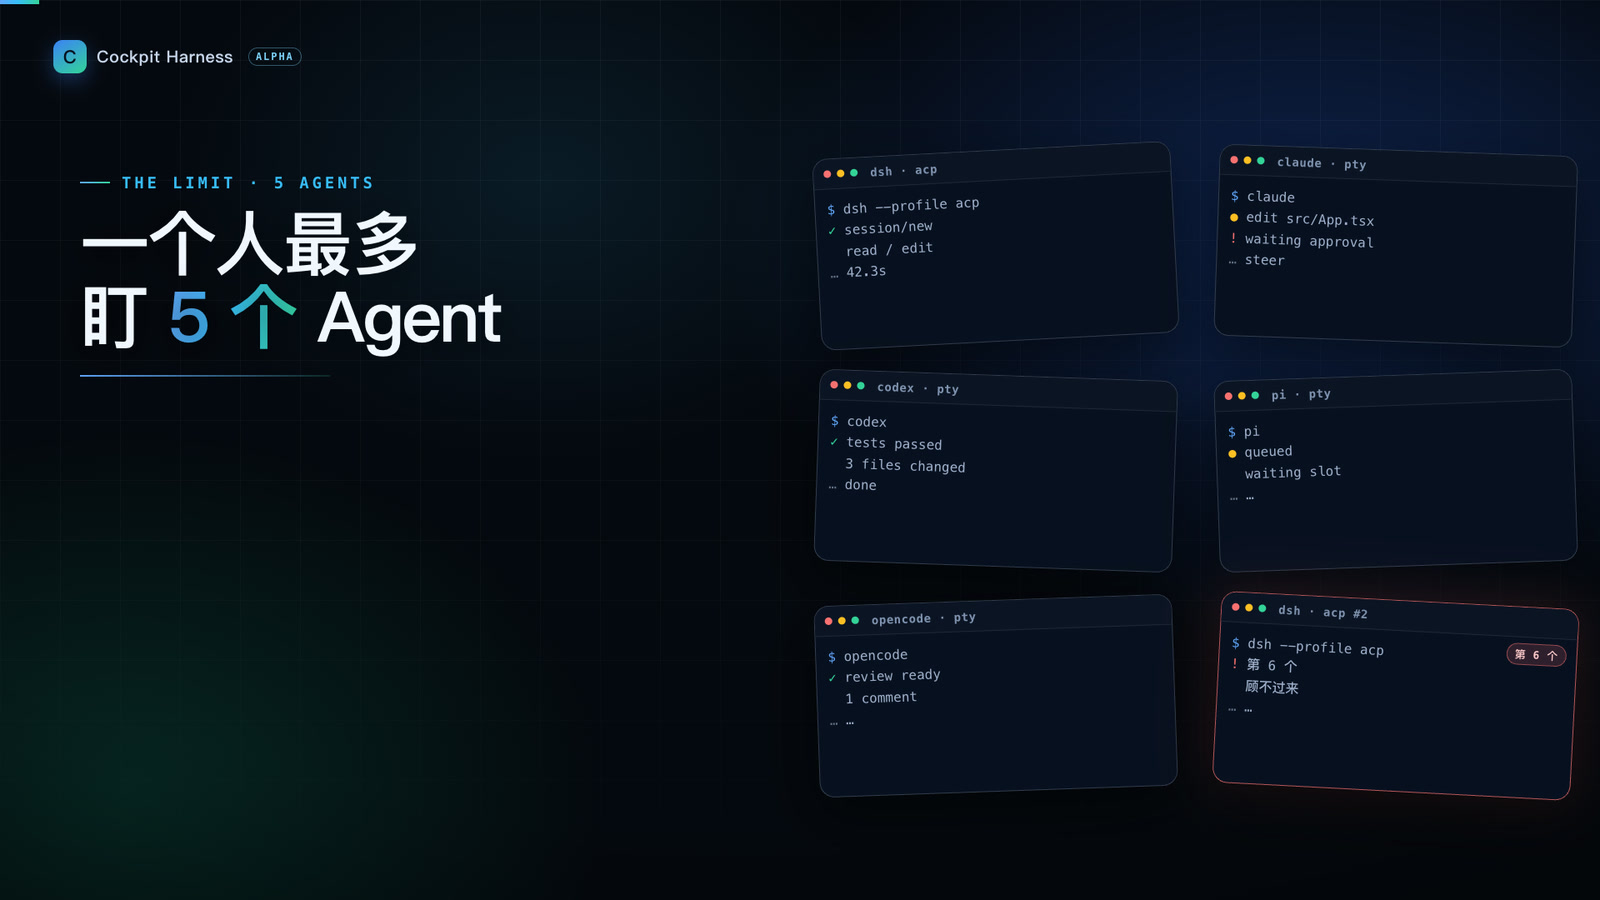 C Cockpit Harness ALPHA
THE LIMIT · 5 AGENTS
一个人最多
盯 5 个 Agent
dsh · acp
$ dsh --profile acp
✓ session/new
read / edit
… 42.3s
claude · pty
$ claude
● edit src/App.tsx
! waiting approval
… steer
codex · pty
$ codex
✓ tests passed
3 files changed
… done
pi · pty
$ pi
● queued
waiting slot
… …
opencode · pty
$ opencode
✓ review ready
1 comment
… …
dsh · acp #2
$ dsh --profile acp
第 6 个
! 第 6 个
顾不过来
… …